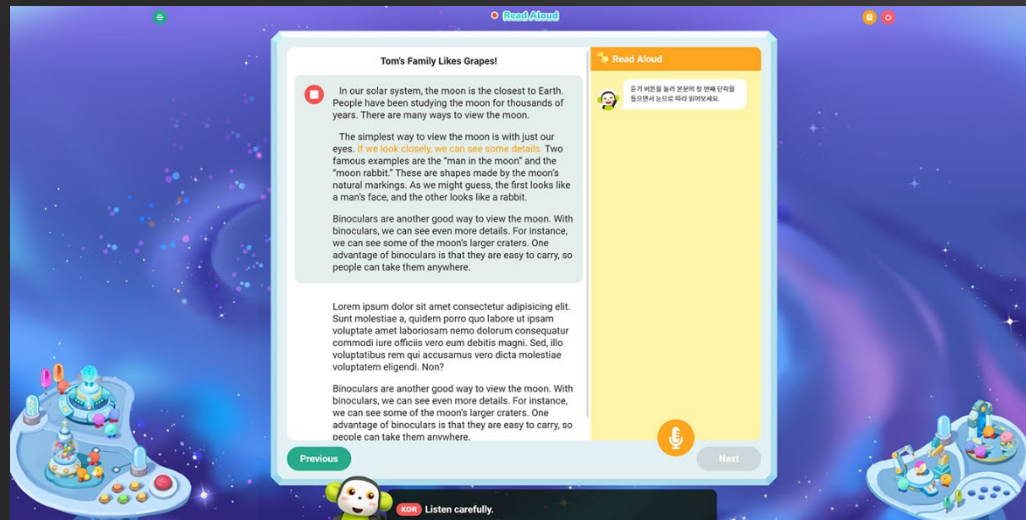 Read Aloud
Tom's Family Likes Grapes!
In our solar system, the moon is the closest to Earth.
People have been studying the moon for thousands of
years. There are many ways to view the moon.
The simplest way to view the moon is with just our
eyes. If we look closely, we can see some details. Two
famous examples are the “man in the moon” and the
“moon rabbit.” These are shapes made by the moon’s
natural markings. As we might guess, the first looks like
a man’s face, and the other looks like a rabbit.
Binoculars are another good way to view the moon. With
binoculars, we can see even more details. For instance,
we can see some of the moon’s larger craters. One
advantage of binoculars is that they are easy to carry, so
people can take them anywhere.
Lorem ipsum dolor sit amet consectetur adipisicing elit.
Sunt molestiae a, quidem porro quo labore ut ipsam
voluptate amet laboriosam nemo dolorum consequatur
commodi iure officiis vero eum debitis magni. Sed, illo
voluptatibus rem qui accusamus vero dicta molestiae
voluptatem eligendi. Non?
Binoculars are another good way to view the moon. With
binoculars, we can see even more details. For instance,
we can see some of the moon’s larger craters. One
advantage of binoculars is that they are easy to carry, so
people can take them anywhere.
Read Aloud
듣기 버튼을 눌러 본문의 첫 번째 단락을
들으면서 눈으로 따라 읽어보세요.
Previous
Next
KOR Listen carefully.